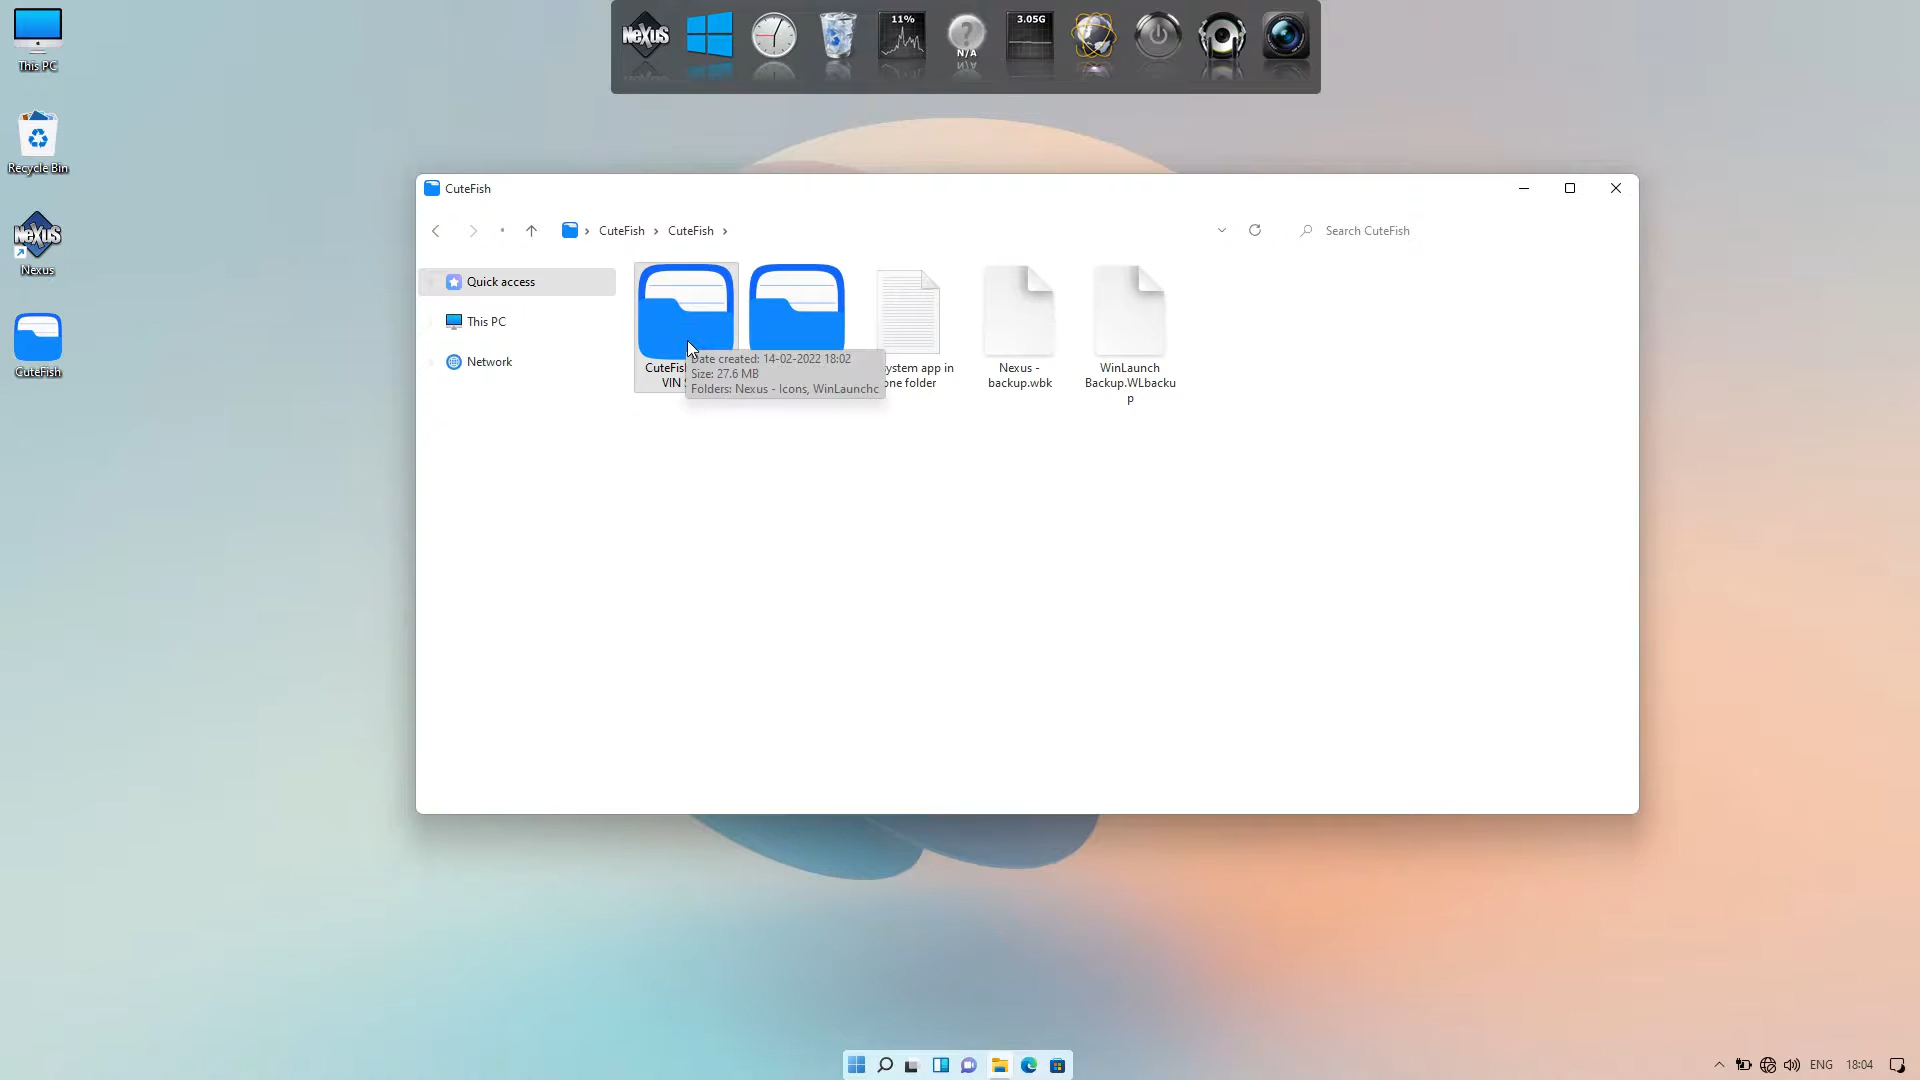 This PC
Recycle Bin
NEXUS
Nexus
CuteFish
NEXUS
11%
N/A
3.05G
CuteFish
CuteFish
CuteFish
Search CuteFish
Quick access
This PC
Network
VIN
system app in
one folder
Nexus -
backup.wbk
WinLaunch
Backup.WLbacku
p
Date created: 14-02-2022 18:02
Size: 27.6 MB
Folders: Nexus - Icons, WinLaunchc
ENG
18:04